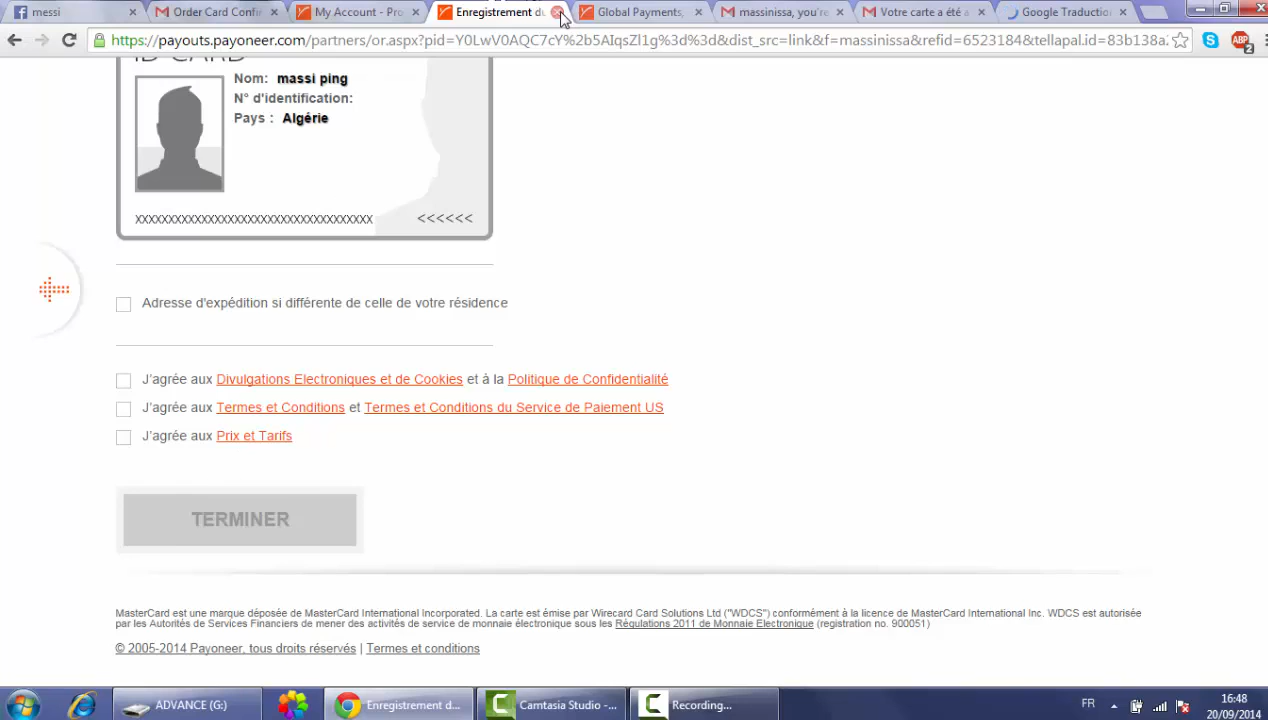 messi
Order Card Confir
My Account - Pro
Enregistrement du
Global Payments,
massinissa, you're
Votre carte a été a
Google Traductio
https://payouts.payoneer.com/partners/or.aspx?pid=Y0LwV0AQC7cY%2b5AIqsZl1g%3d%3d&dist_src=link&f=massinissa&refid=6523184&tellapal.id=83b138a
ABP
2
ID CARD
Nom: massi ping
N° d'identification:
Pays : Algérie
XXXXXXXXXXXXXXXXXXXXXXXXXXXXXXXXXXXX <<<<<<
Adresse d'expédition si différente de celle de votre résidence
J'agrée aux Divulgations Electroniques et de Cookies et à la Politique de Confidentialité
J'agrée aux Termes et Conditions et Termes et Conditions du Service de Paiement US
J'agrée aux Prix et Tarifs
TERMINER
MasterCard est une marque déposée de MasterCard International Incorporated. La carte est émise par Wirecard Card Solutions Ltd ("WDCS") conformément à la licence de MasterCard International Inc. WDCS est autorisée
par les Autorités de Services Financiers de mener des activités de service de monnaie électronique sous les Régulations 2011 de Monnaie Electronique (registration no. 900051)
© 2005-2014 Payoneer, tous droits réservés | Termes et conditions
ADVANCE (G:)
Enregistrement d...
Camtasia Studio -...
Recording...
FR
16:48
20/09/2014